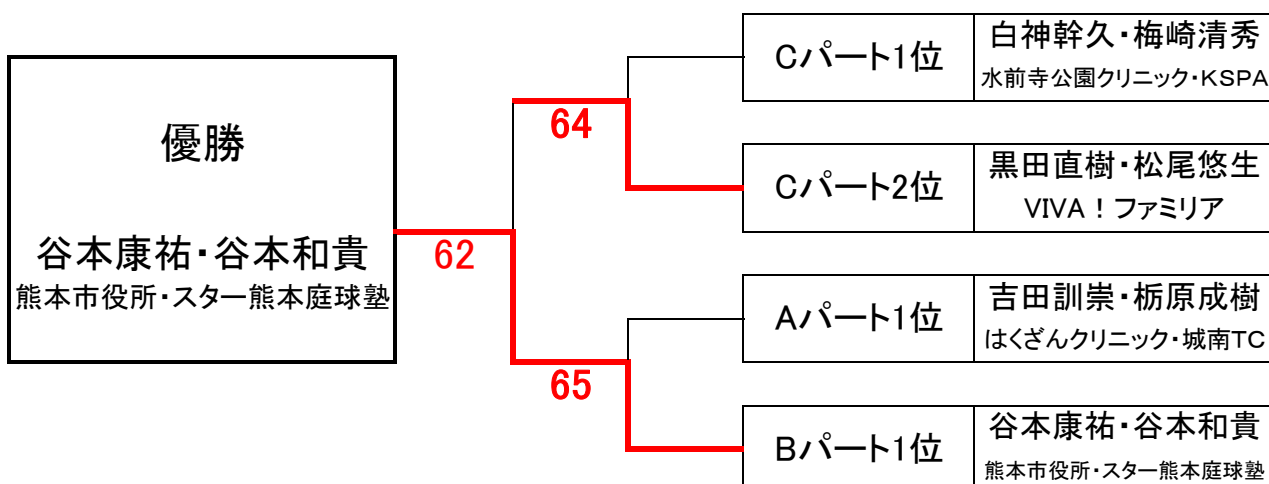 優勝
谷本康祐・谷本和貴
熊本市役所・スター熊本庭球塾
62
64
65
Cパート1位
白神幹久・梅崎清秀
水前寺公園クリニック・KSPA
Cパート2位
黒田直樹・松尾悠生
VIVA！ファミリア
Aパート1位
吉田訓崇・栃原成樹
はくざんクリニック・城南TC
Bパート1位
谷本康祐・谷本和貴
熊本市役所・スター熊本庭球塾